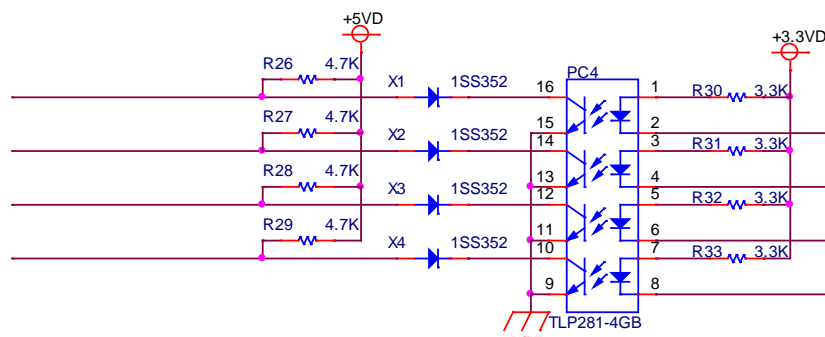 +5VD
+3.3VD
R26 4.7K
X1 1SS352
16 PC4 1
R30 3.3K
R27 4.7K
15 2
X2 1SS352
14 3
R31 3.3K
R28 4.7K
13 4
X3 1SS352
12 5
R32 3.3K
R29 4.7K
11 6
X4 1SS352
10 7
R33 3.3K
9 8
TLP281-4GB